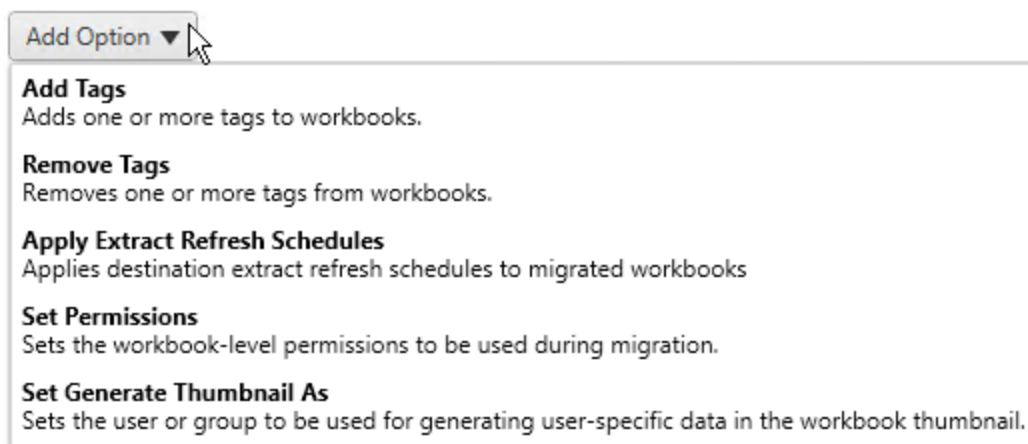 Add Option ▼
Add Tags
Adds one or more tags to workbooks.
Remove Tags
Removes one or more tags from workbooks.
Apply Extract Refresh Schedules
Applies destination extract refresh schedules to migrated workbooks
Set Permissions
Sets the workbook-level permissions to be used during migration.
Set Generate Thumbnail As
Sets the user or group to be used for generating user-specific data in the workbook thumbnail.